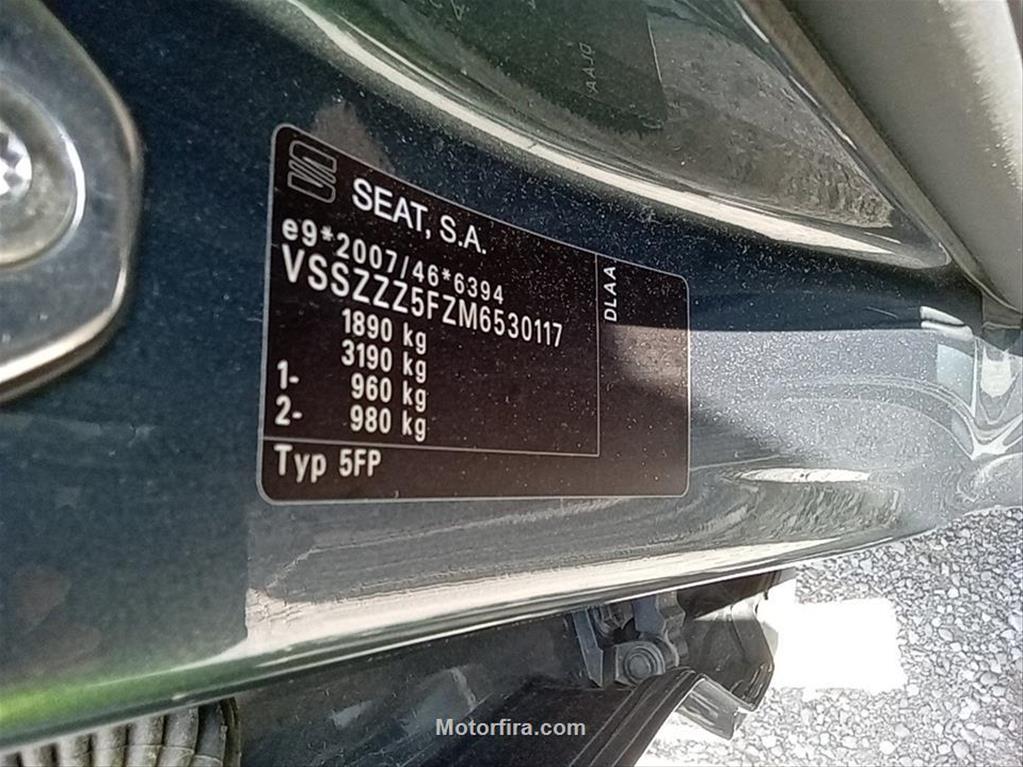 SEAT, S.A.
e9*2007/46*6394
VSSZZZ5FZM6530117
1890 kg
3190 kg
1- 960 kg
2- 980 kg
Typ 5FP
DLAA
Motorfira.com